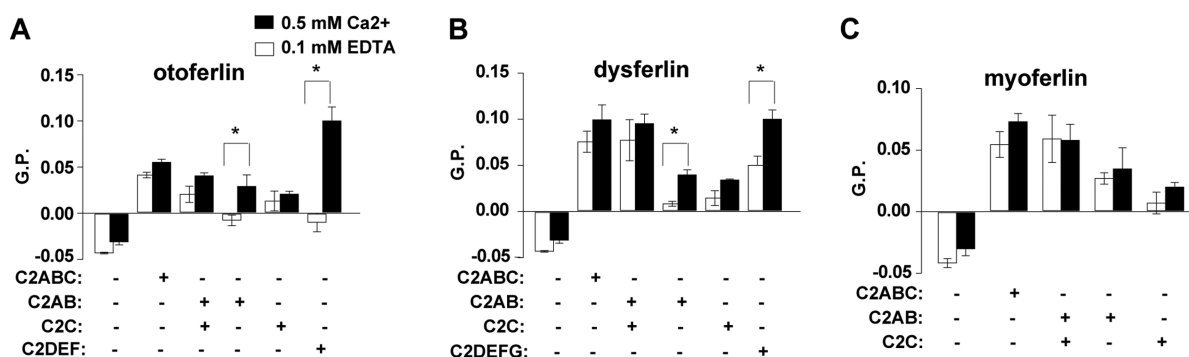 A
0.5 mM Ca2+
0.1 mM EDTA
otoferlin
*
*
0.15
0.10
0.05
0.00
-0.05
G.P.
C2ABC: - + - - - -
C2AB: - - + + - -
C2C: - - + - + -
C2DEF: - - - - - +
B
dysferlin
*
*
0.15
0.10
0.05
0.00
-0.05
G.P.
C2ABC: - + - - - -
C2AB: - - + + - -
C2C: - - + - + -
C2DEFG: - - - - - +
C
myoferlin
0.10
0.05
0.00
-0.05
G.P.
C2ABC: - + - - -
C2AB: - - + + -
C2C: - - + - +